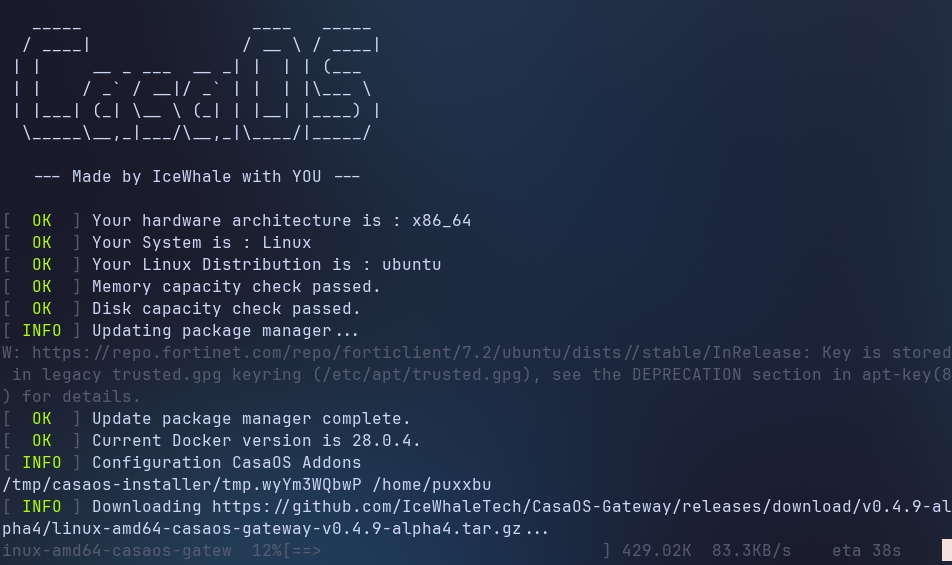 _____                 ____   _____
  / ____|               / __ \ / ____|
 | |     __ _ ___  __ _| |  | | (___
 | |    / _` / __|/ _` | |  | |\___ \
 | |___| (_| \__ \ (_| | |__| |____) |
  \_____\__,_|___/\__,_|\____/|_____/
--- Made by IceWhale with YOU ---
[  OK  ] Your hardware architecture is : x86_64
[  OK  ] Your System is : Linux
[  OK  ] Your Linux Distribution is : ubuntu
[  OK  ] Memory capacity check passed.
[  OK  ] Disk capacity check passed.
[ INFO ] Updating package manager...
W: https://repo.fortinet.com/repo/forticlient/7.2/ubuntu/dists//stable/InRelease: Key is stored
 in legacy trusted.gpg keyring (/etc/apt/trusted.gpg), see the DEPRECATION section in apt-key(8
) for details.
[  OK  ] Update package manager complete.
[  OK  ] Current Docker version is 28.0.4.
[ INFO ] Configuration CasaOS Addons
/tmp/casaos-installer/tmp.wyYm3WQbwP /home/puxxbu
[ INFO ] Downloading https://github.com/IceWhaleTech/CasaOS-Gateway/releases/download/v0.4.9-al
pha4/linux-amd64-casaos-gateway-v0.4.9-alpha4.tar.gz...
inux-amd64-casaos-gatew  12%[==>                            ] 429.02K  83.3KB/s    eta 38s